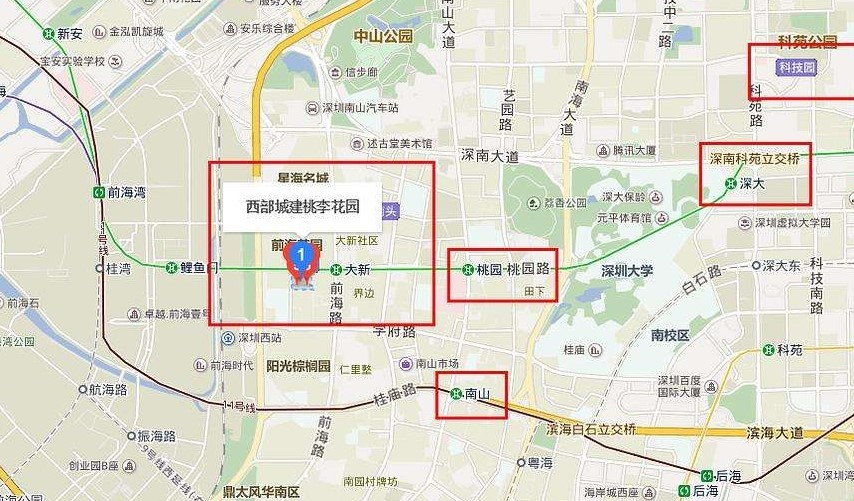 新安
金泓凯旋城
安乐综合楼
中山公园
南山大道
科苑公园
科技园
宝安实验学校
信步廊
科苑路
深圳南山汽车站
艺园路
南海大道
述古堂美术馆
深南大道
腾讯大厦
深南科苑立交桥
星海名城
深大
前海湾
西部城建桃李花园
荔香公园
深大保龄
元平体育馆
深圳虚拟大学园
大新社区
1
1号线
桂湾
鲤鱼门
大新
桃园
桃园路
深圳大学
白石路
深大东
前海路
界边
田下
科技南路
前海石
卓越.前海壹号
学府路
南校区
深圳西站
湾公园
桂庙
科苑
前海时代
阳光棕榈园
仁里整
南山市场
深圳百度国际大厦
航海路
桂庙路
南山
11号线
前海路
滨海白石立交桥
滨海大道
振海路
9号线西延线
创业园B座
粤海
后海
南园村牌坊
鼎太风华南区
海岸城西座
后海